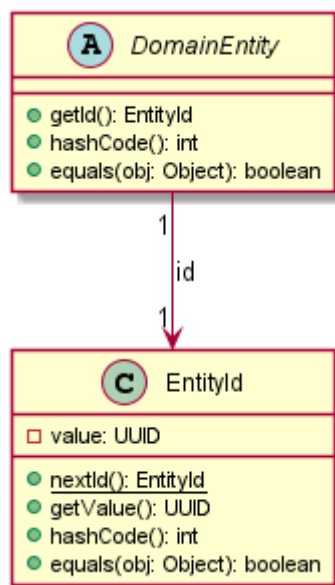 A DomainEntity
getId(): EntityId
hashCode(): int
equals(obj: Object): boolean
1
id
1
C EntityId
value: UUID
nextId(): EntityId
getValue(): UUID
hashCode(): int
equals(obj: Object): boolean